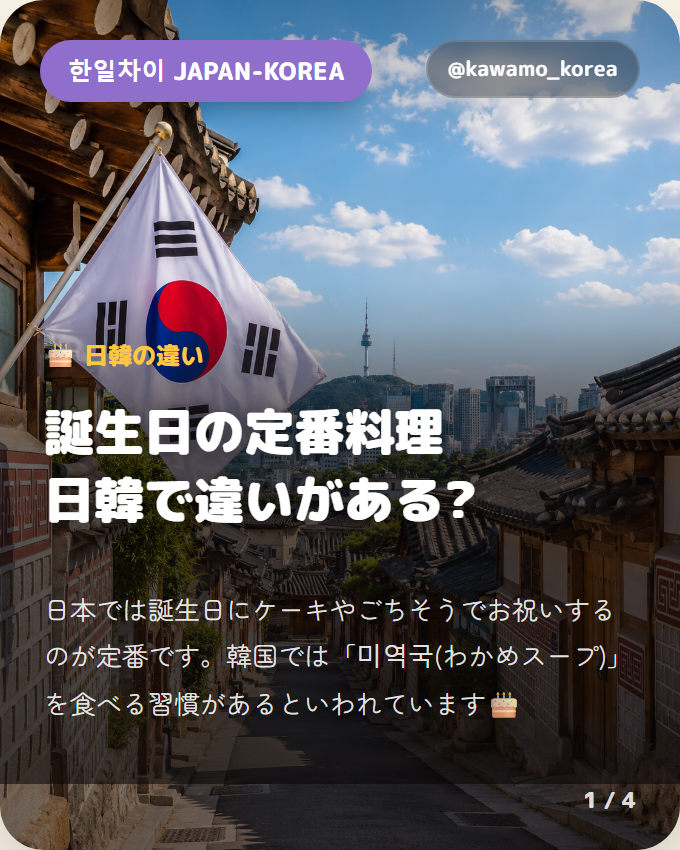 한일차이 JAPAN-KOREA
@kawamo_korea
🎂 日韓の違い
誕生日の定番料理
日韓で違いがある?
日本では誕生日にケーキやごちそうでお祝いする
のが定番です。韓国では「미역국(わかめスープ)」
を食べる習慣があるといわれています🎂
1 / 4